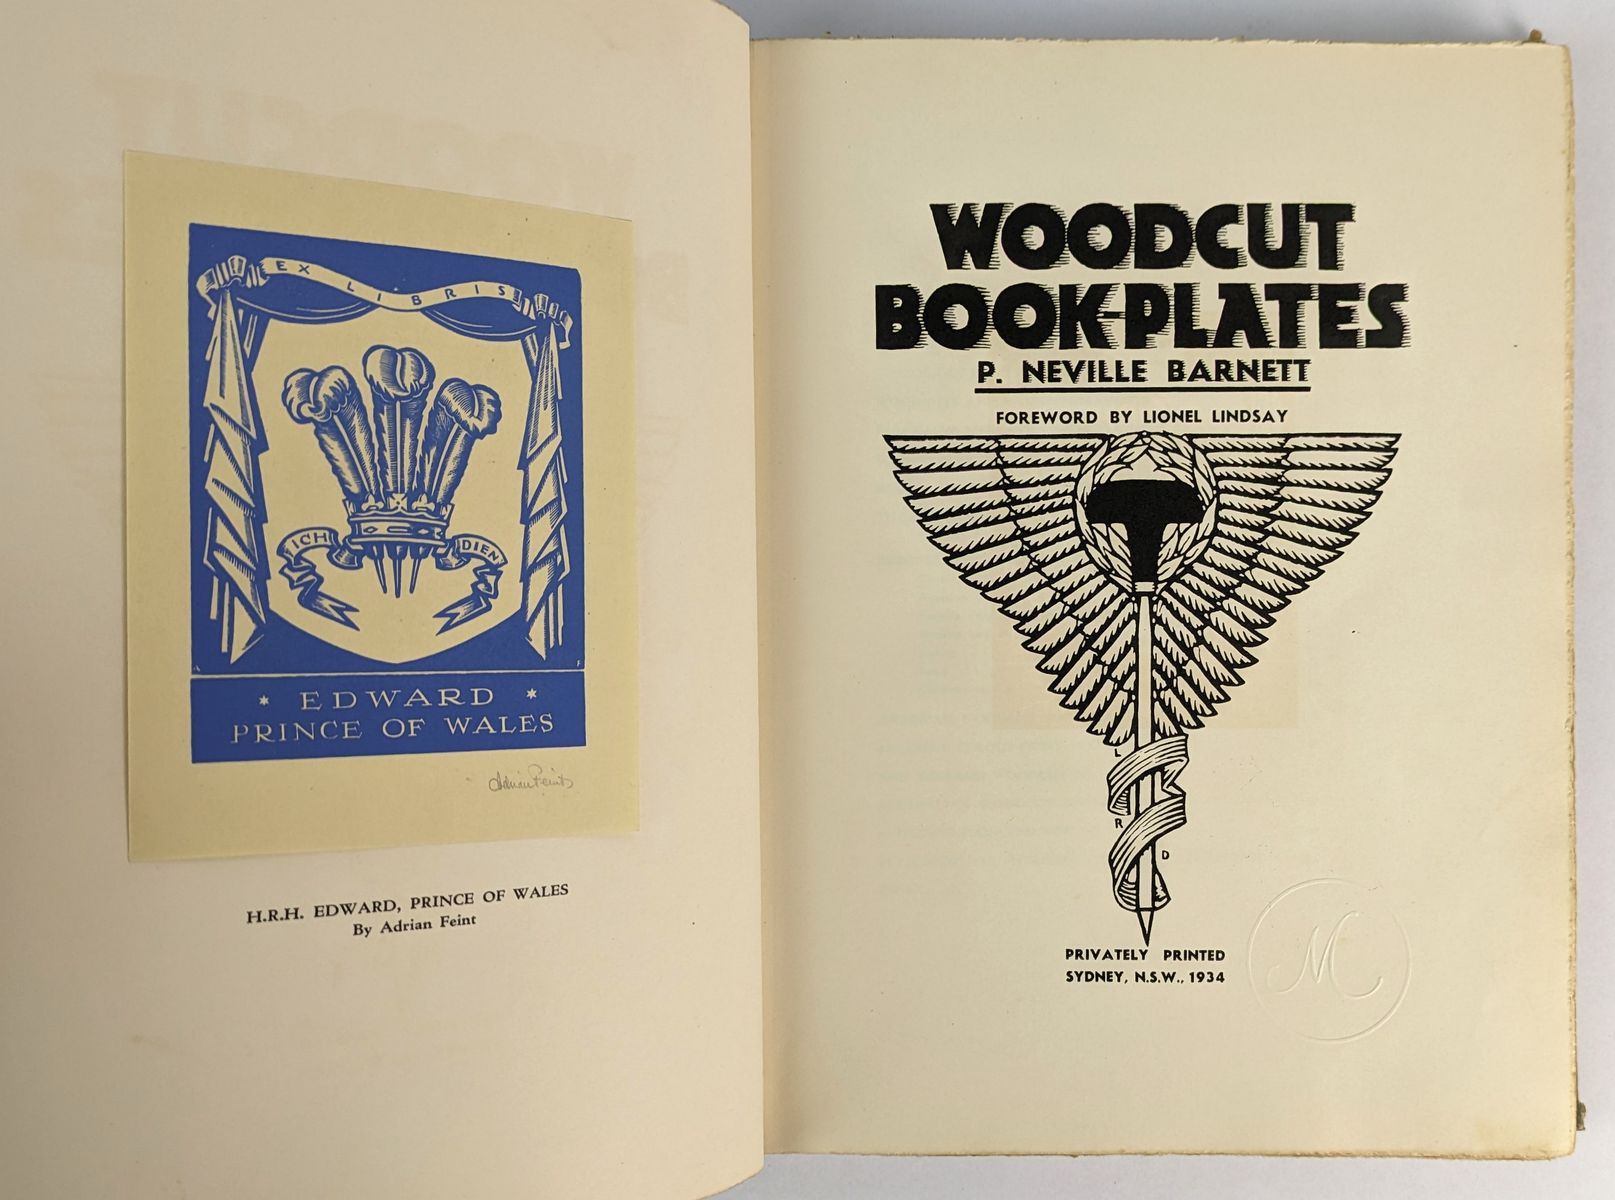 EX LIBRIS
ICH DIEN
* EDWARD *
PRINCE OF WALES
A F
Adrian Feint
H.R.H. EDWARD, PRINCE OF WALES
By Adrian Feint
WOODCUT
BOOK-PLATES
P. NEVILLE BARNETT
FOREWORD BY LIONEL LINDSAY
L
R
D
PRIVATELY PRINTED
SYDNEY, N.S.W., 1934
M